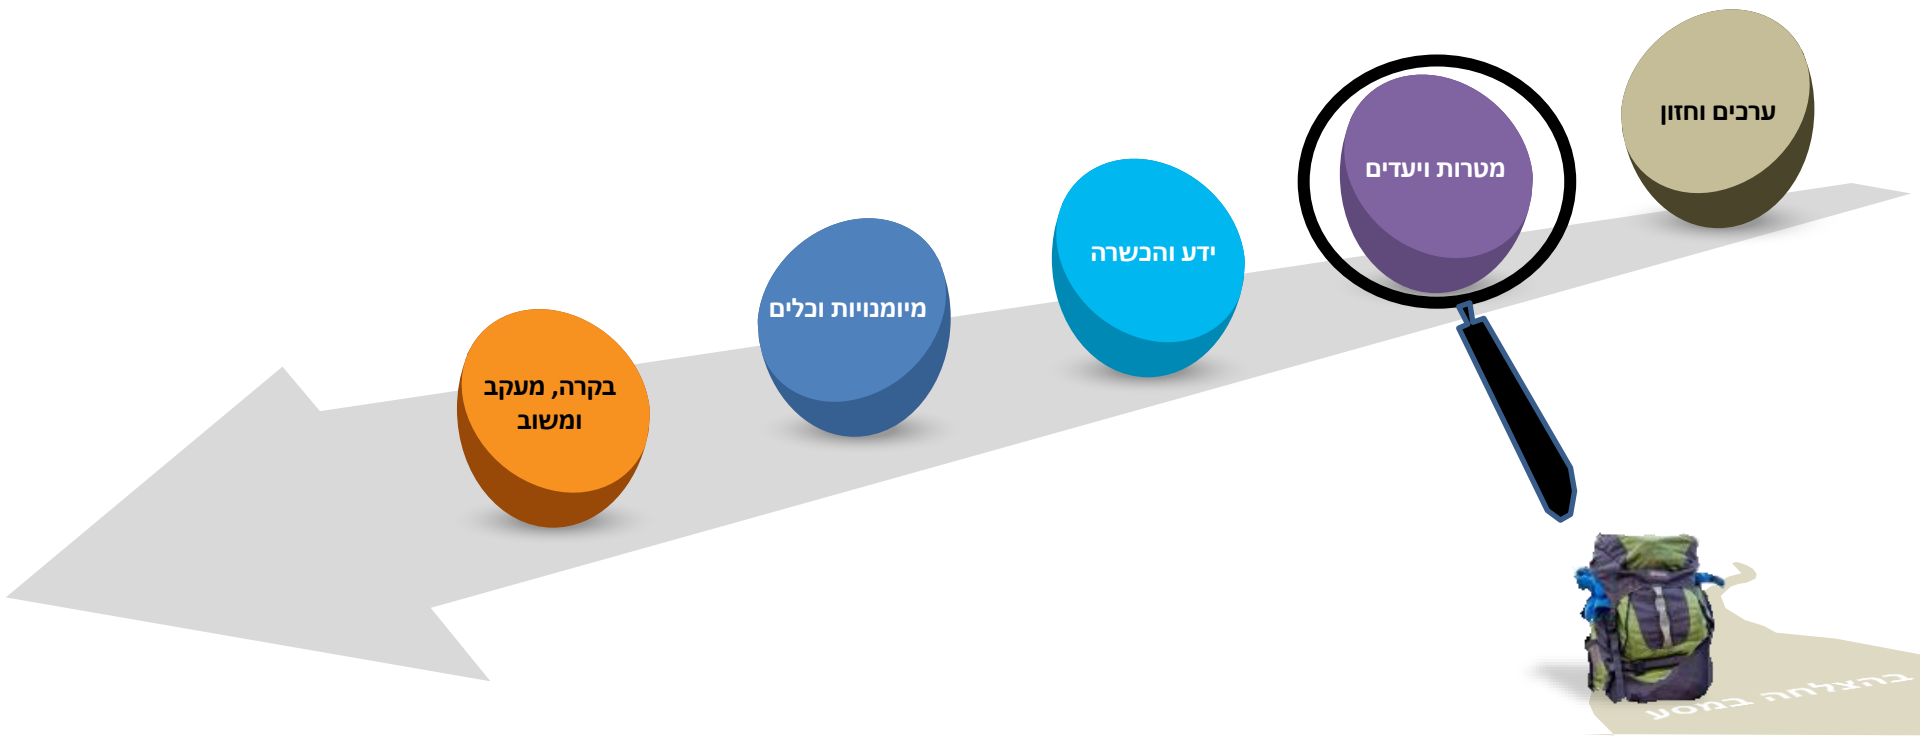 ערכים וחזון
מטרות ויעדים
ידע והכשרה
מיומנויות וכלים
בקרה, מעקב
ומשוב
בהצלחה במסע